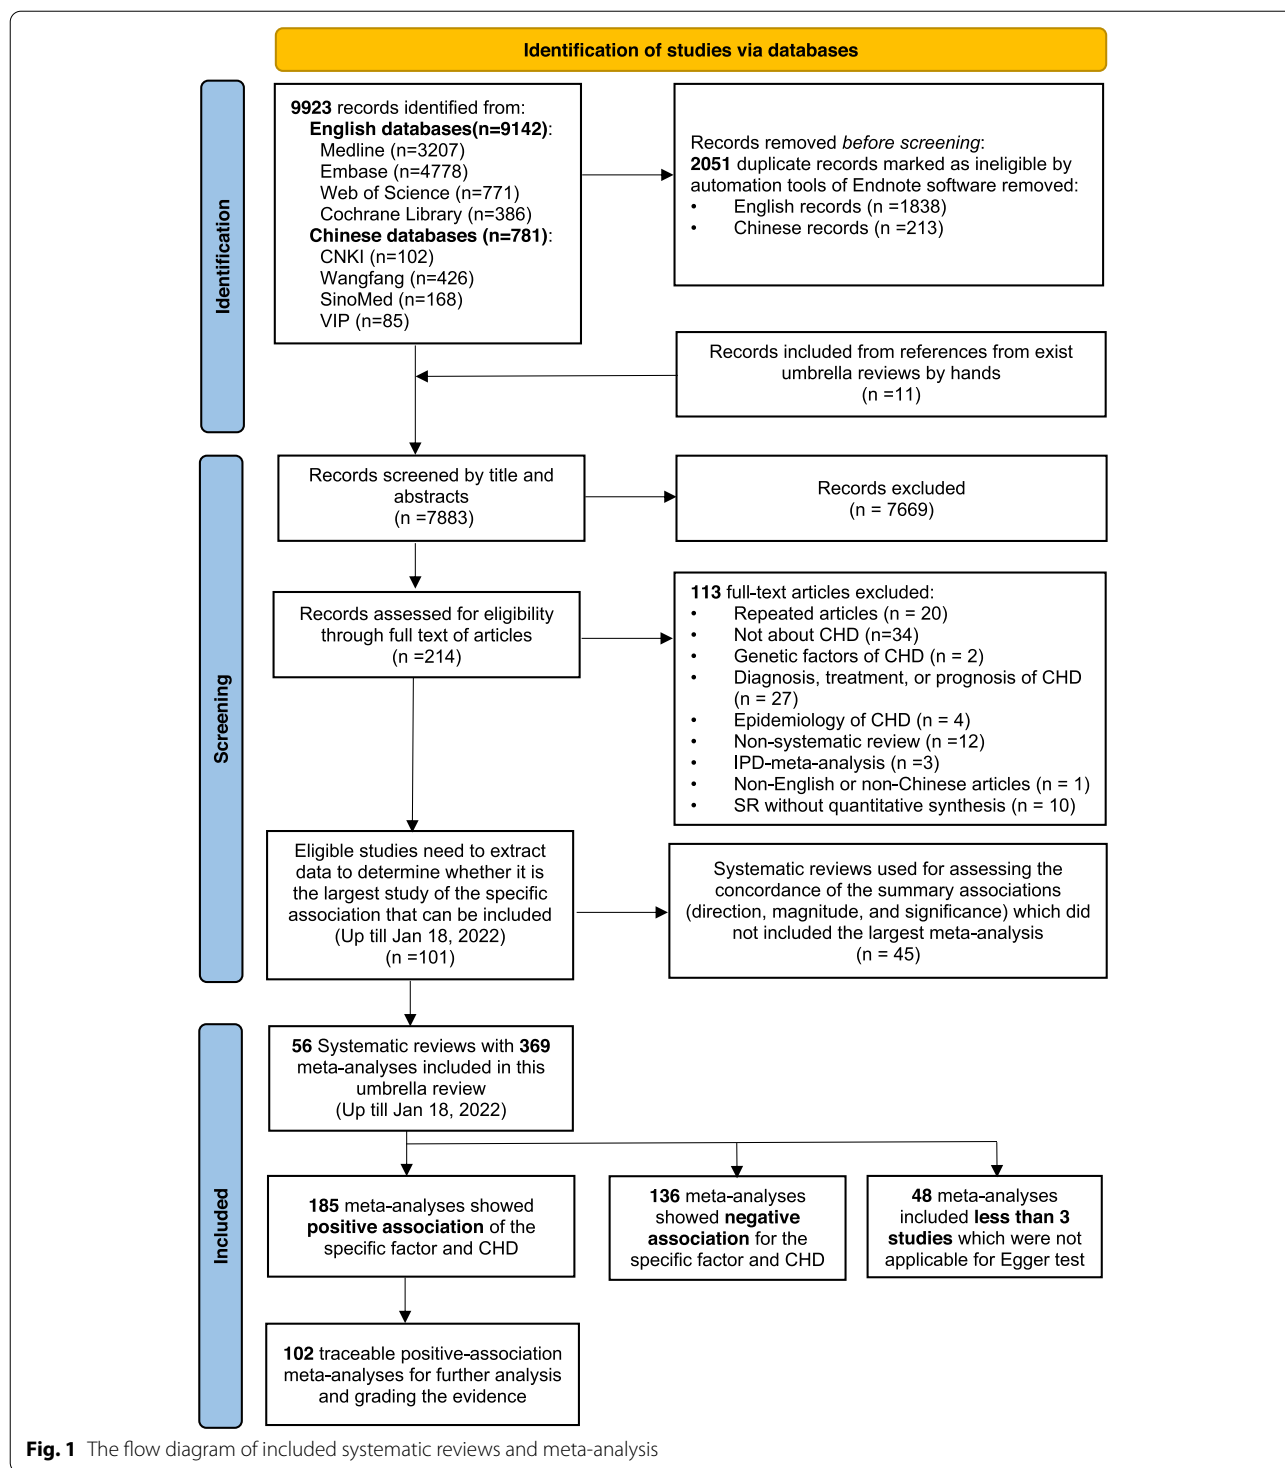 Identification of studies via databases
Identification
9923 records identified from:
English databases(n=9142):
Medline (n=3207)
Embase (n=4778)
Web of Science (n=771)
Cochrane Library (n=386)
Chinese databases (n=781):
CNKI (n=102)
Wangfang (n=426)
SinoMed (n=168)
VIP (n=85)
Records removed before screening:
2051 duplicate records marked as ineligible by
automation tools of Endnote software removed:
• English records (n =1838)
• Chinese records (n =213)
Records included from references from exist
umbrella reviews by hands
(n =11)
Screening
Records screened by title and
abstracts
(n =7883)
Records excluded
(n = 7669)
Records assessed for eligibility
through full text of articles
(n =214)
113 full-text articles excluded:
• Repeated articles (n = 20)
• Not about CHD (n=34)
• Genetic factors of CHD (n = 2)
• Diagnosis, treatment, or prognosis of CHD
(n = 27)
• Epidemiology of CHD (n = 4)
• Non-systematic review (n =12)
• IPD-meta-analysis (n =3)
• Non-English or non-Chinese articles (n = 1)
• SR without quantitative synthesis (n = 10)
Eligible studies need to extract
data to determine whether it is
the largest study of the specific
association that can be included
(Up till Jan 18, 2022)
(n =101)
Systematic reviews used for assessing the
concordance of the summary associations
(direction, magnitude, and significance) which did
not included the largest meta-analysis
(n = 45)
Included
56 Systematic reviews with 369
meta-analyses included in this
umbrella review
(Up till Jan 18, 2022)
185 meta-analyses showed
positive association of the
specific factor and CHD
136 meta-analyses
showed negative
association for the
specific factor and CHD
48 meta-analyses
included less than 3
studies which were not
applicable for Egger test
102 traceable positive-association
meta-analyses for further analysis
and grading the evidence
Fig. 1 The flow diagram of included systematic reviews and meta-analysis